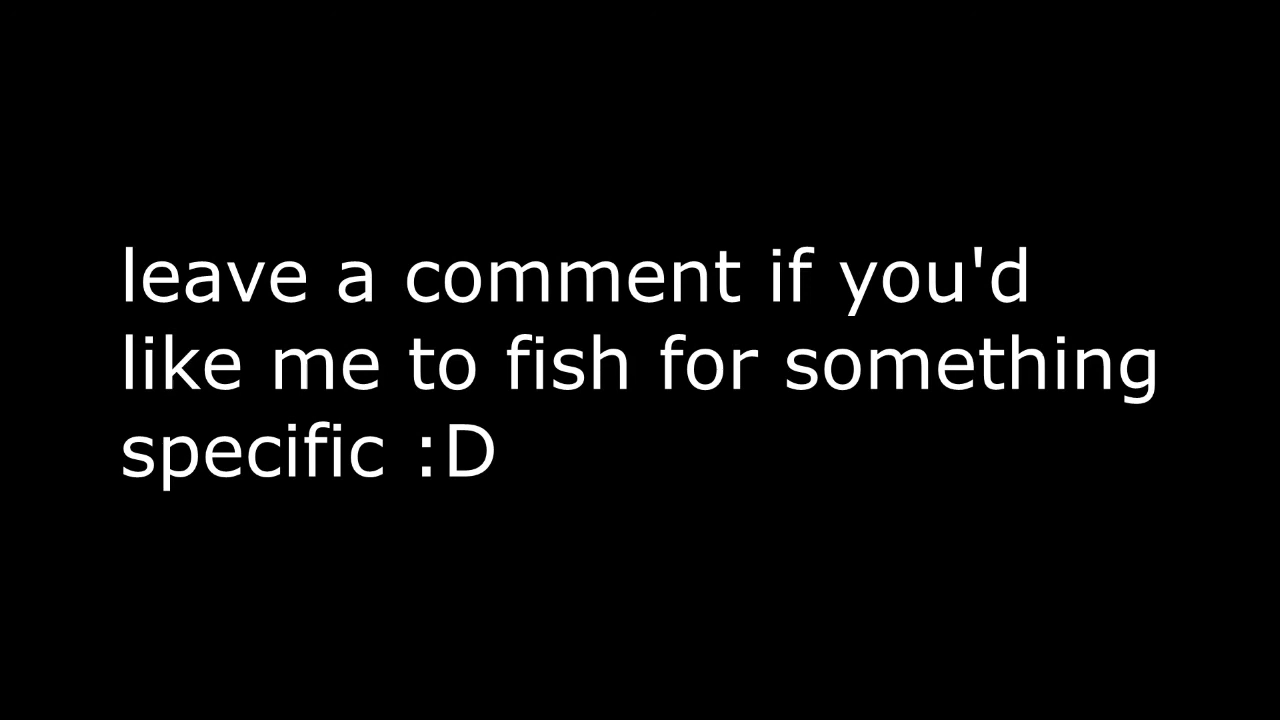 leave a comment if you'd
like me to fish for something
specific :D